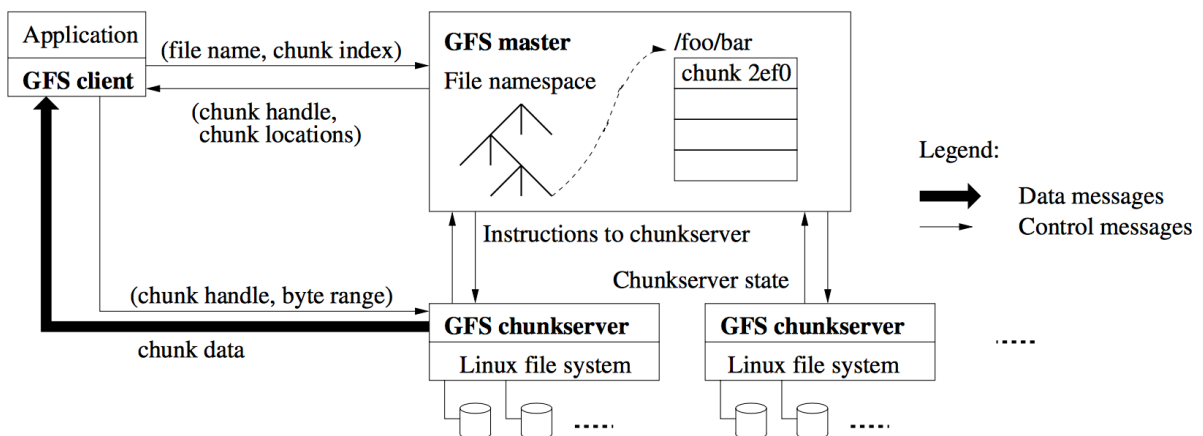 Application
GFS client
(file name, chunk index)
(chunk handle,
chunk locations)
GFS master
File namespace
/foo/bar
chunk 2ef0
Legend:
Data messages
Control messages
Instructions to chunkserver
Chunkserver state
(chunk handle, byte range)
chunk data
GFS chunkserver
Linux file system
GFS chunkserver
Linux file system